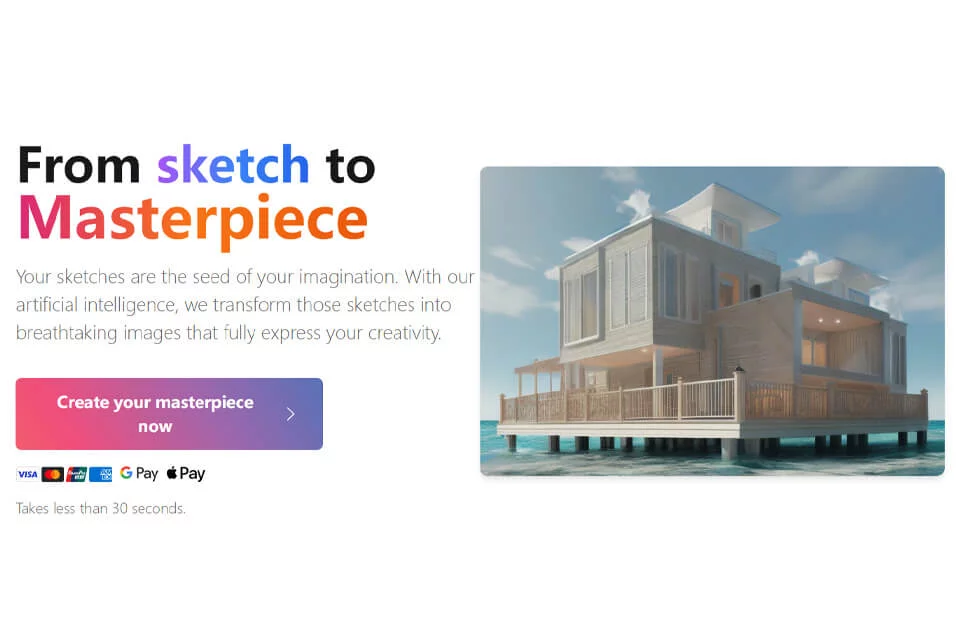 From sketch to
Masterpiece
Your sketches are the seed of your imagination. With our
artificial intelligence, we transform those sketches into
breathtaking images that fully express your creativity.
Create your masterpiece
now
VISA G Pay Pay
Takes less than 30 seconds.